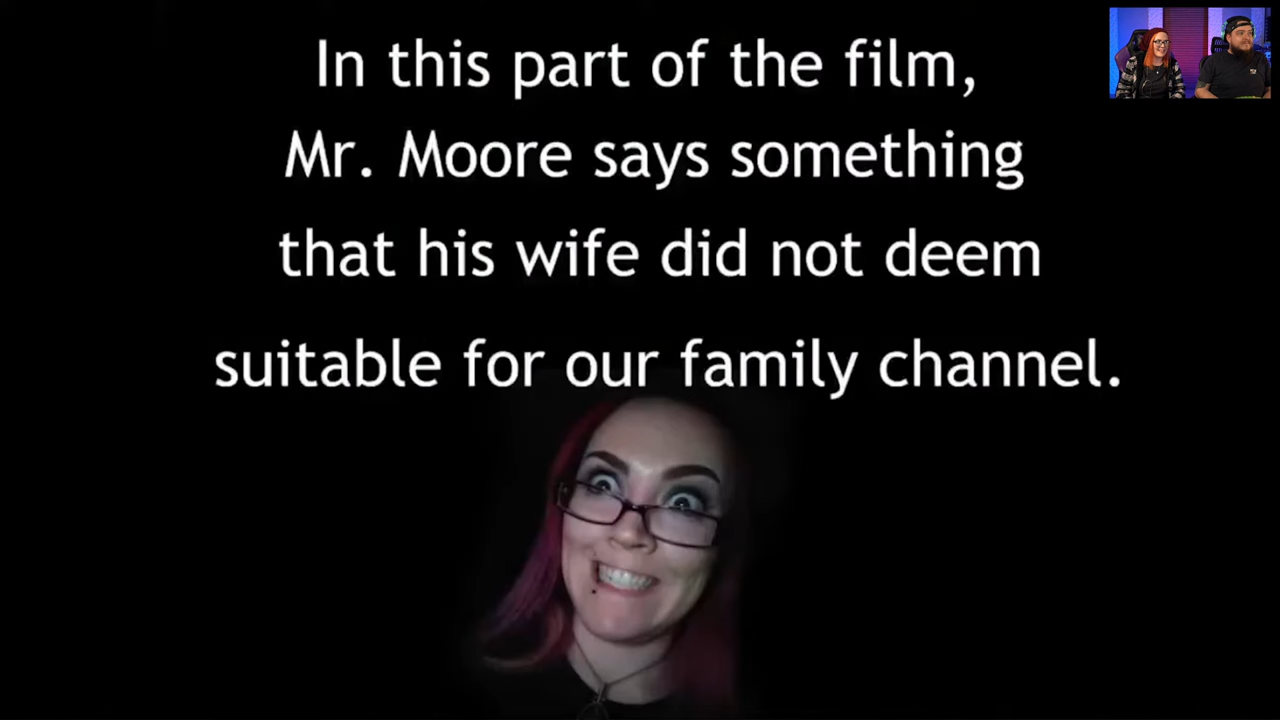 In this part of the film,
Mr. Moore says something
that his wife did not deem
suitable for our family channel.